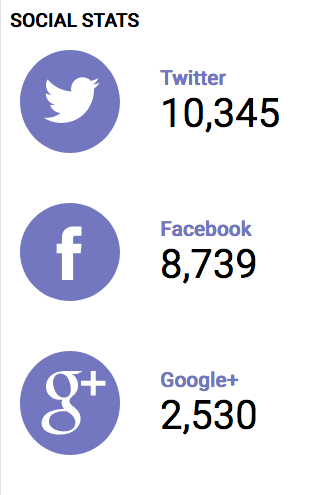 SOCIAL STATS
Twitter
10,345
f
Facebook
8,739
g+
Google+
2,530